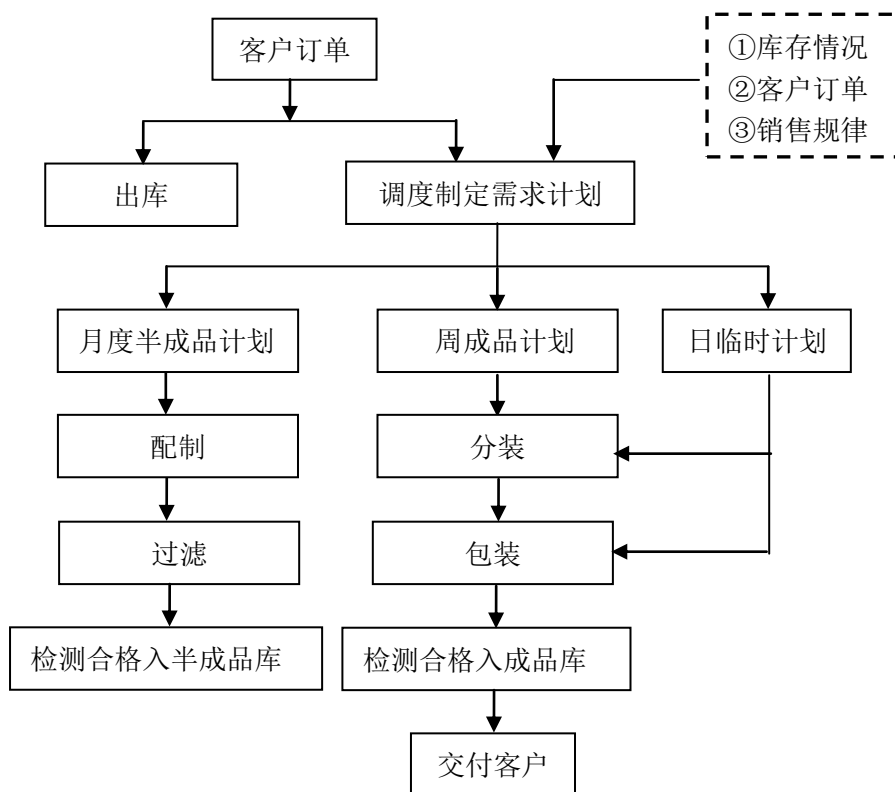 客户订单
①库存情况
②客户订单
③销售规律
出库
调度制定需求计划
月度半成品计划
周成品计划
日临时计划
配制
分装
过滤
包装
检测合格入半成品库
检测合格入成品库
交付客户